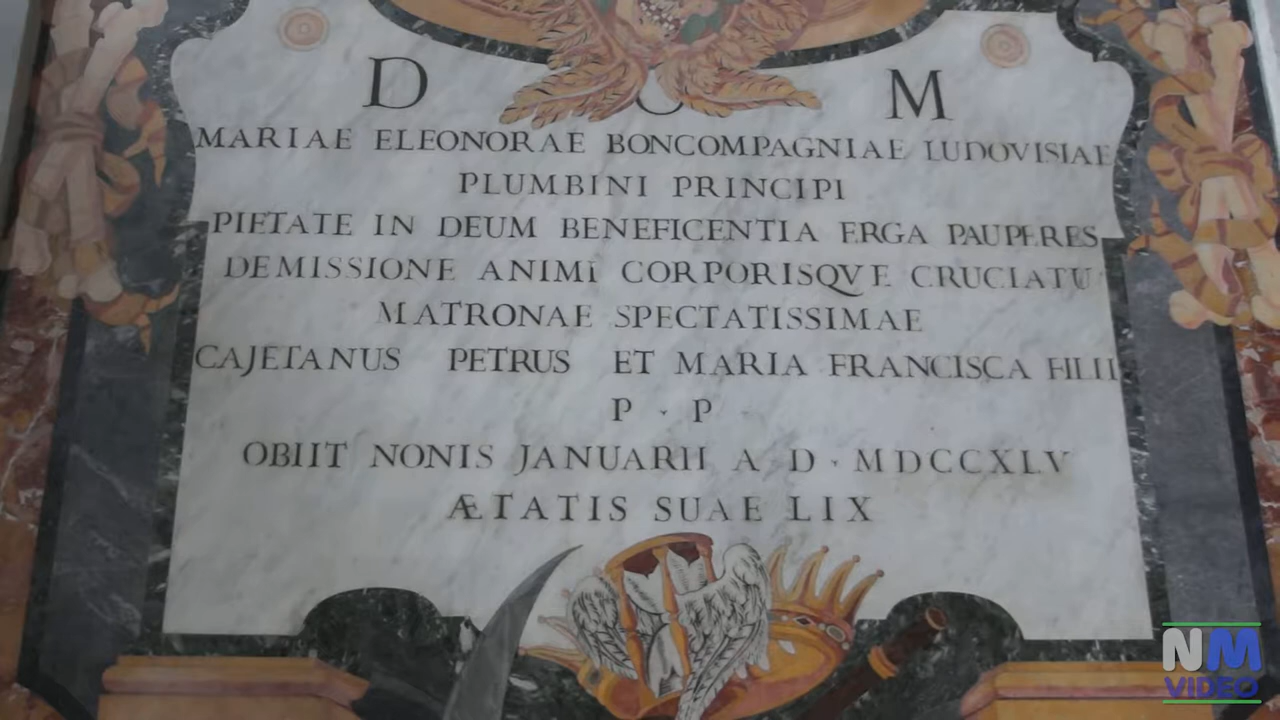 D O M
MARIAE ELEONORAE BONCOMPAGNIAE LUDOVISIAE
PLUMBINI PRINCIPI
PIETATE IN DEUM BENEFICENTIA ERGA PAUPERES
DEMISSIONE ANIMI CORPORISQVE CRUCIATU
MATRONAE SPECTATISSIMAE
CAJETANUS PETRUS ET MARIA FRANCISCA FILII
P · P
OBIIT NONIS JANUARII A D · MDCCXLV
ÆTATIS SUAE LIX
NM
VIDEO